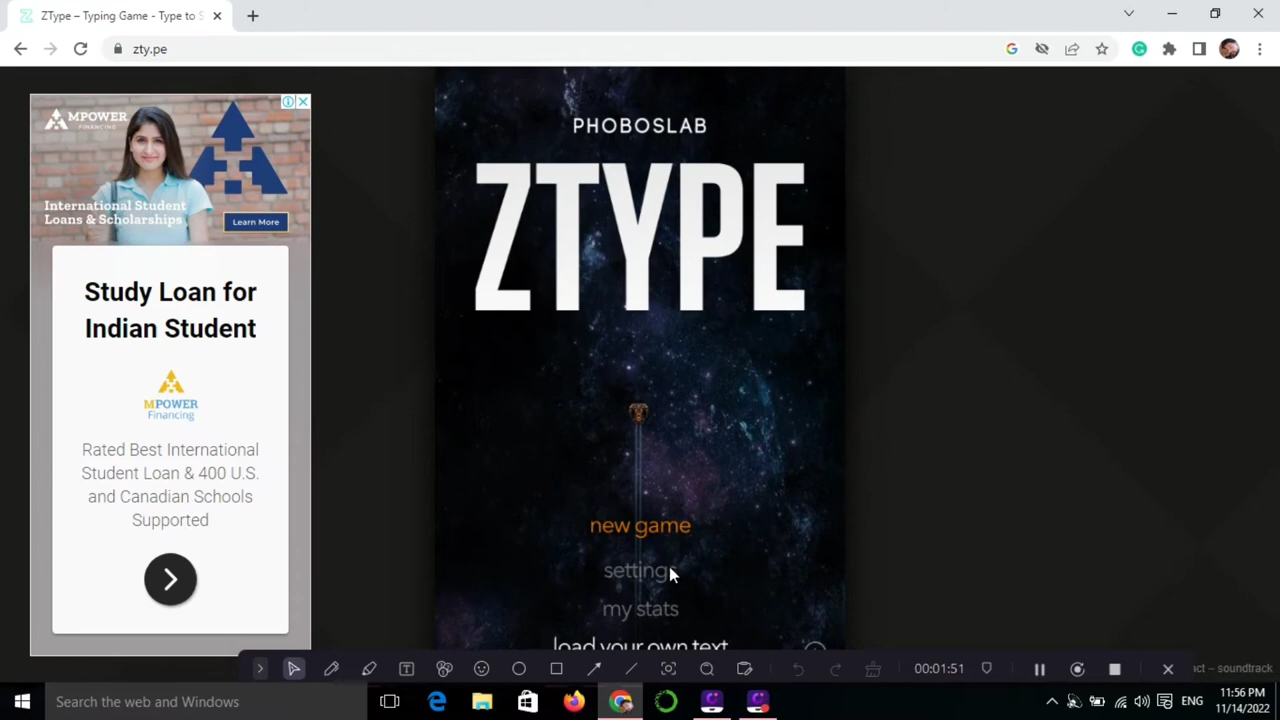 ZType – Typing Game - Type to S
zty.pe
MPOWER
FINANCING
International Student
Loans & Scholarships
Learn More
Study Loan for
Indian Student
MPOWER
Financing
Rated Best International
Student Loan & 400 U.S.
and Canadian Schools
Supported
PHOBOSLAB
ZTYPE
new game
settings
my stats
load your own text
00:01:51
act – soundtrack
Search the web and Windows
ENG
11:56 PM
11/14/2022